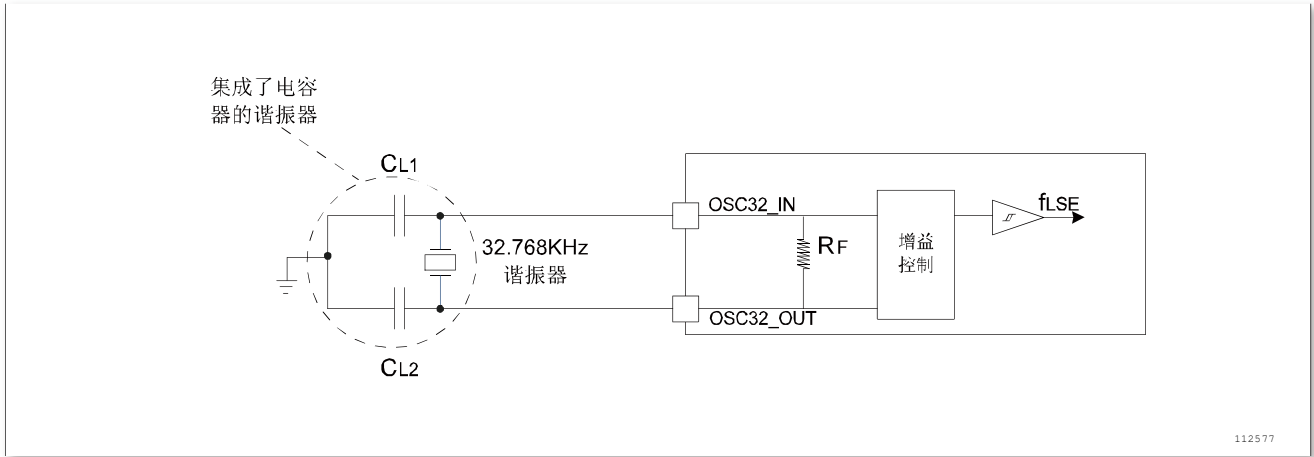 集成了电容
器的谐振器
CL1
OSC32_IN
fLSE
32.768KHz
谐振器
RF
增益
控制
OSC32_OUT
CL2
112577